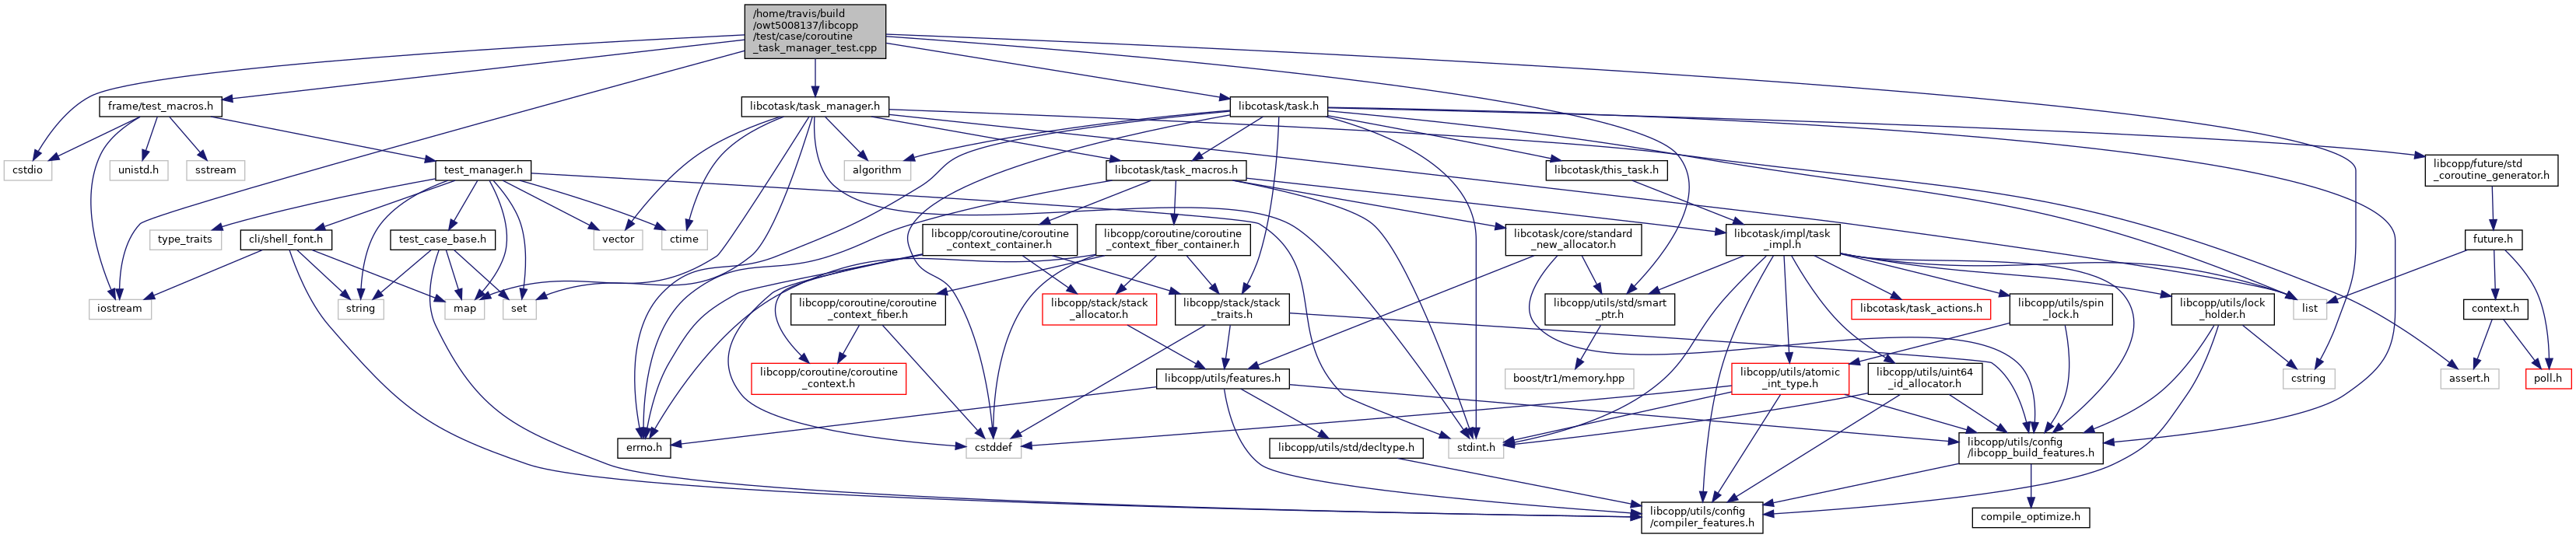 /home/travis/build
/owt5008137/libcopp
/test/case/coroutine
_task_manager_test.cpp
frame/test_macros.h
libcotask/task_manager.h
libcotask/task.h
cstdio
unistd.h
sstream
test_manager.h
algorithm
libcotask/task_macros.h
libcotask/this_task.h
libcopp/future/std
_coroutine_generator.h
type_traits
cli/shell_font.h
test_case_base.h
vector
ctime
libcopp/coroutine/coroutine
_context_container.h
libcopp/coroutine/coroutine
_context_fiber_container.h
libcotask/core/standard
_new_allocator.h
libcotask/impl/task
_impl.h
future.h
iostream
string
map
set
libcopp/coroutine/coroutine
_context_fiber.h
libcopp/stack/stack
_allocator.h
libcopp/stack/stack
_traits.h
libcopp/utils/std/smart
_ptr.h
libcotask/task_actions.h
libcopp/utils/spin
_lock.h
libcopp/utils/lock
_holder.h
list
context.h
libcopp/coroutine/coroutine
_context.h
libcopp/utils/features.h
boost/tr1/memory.hpp
libcopp/utils/atomic
_int_type.h
libcopp/utils/uint64
_id_allocator.h
cstring
assert.h
poll.h
errno.h
cstddef
libcopp/utils/std/decltype.h
stdint.h
libcopp/utils/config
/libcopp_build_features.h
libcopp/utils/config
/compiler_features.h
compile_optimize.h